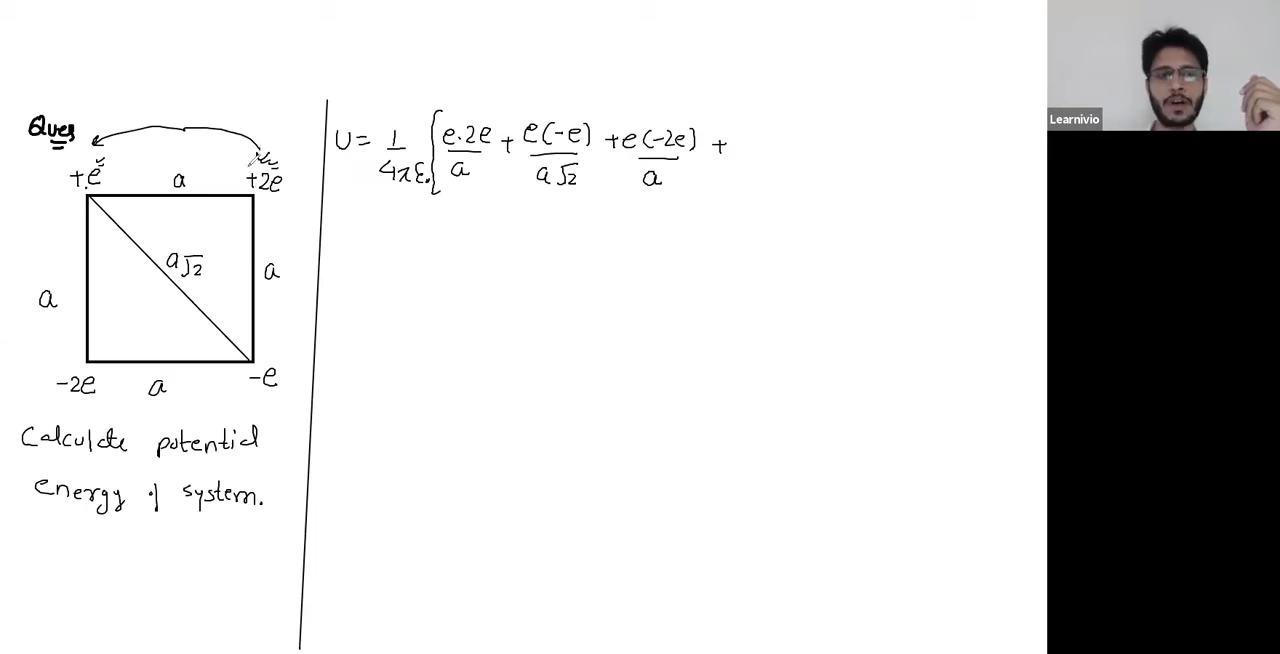 Ques
+e a +2e
a√2
a
a
-2e a -e
Calculate potential
energy of system.
U = 1/4πε₀ { e.2e/a + e(-e)/a√2 + e(-2e)/a +
Learnivio